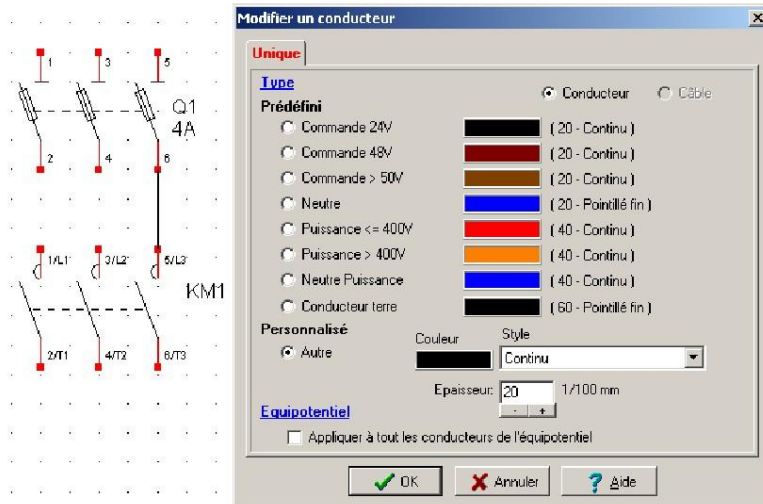 1 3 5
Q1
4A
2 4 6
1/L1 3/L2 5/L3
KM1
2/T1 4/T2 6/T3
Modifier un conducteur
Unique
Type
Conducteur Câble
Prédéfini
Commande 24V ( 20 - Continu )
Commande 48V ( 20 - Continu )
Commande > 50V ( 20 - Continu )
Neutre ( 20 - Pointillé fin )
Puissance <= 400V ( 40 - Continu )
Puissance > 400V ( 40 - Continu )
Neutre Puissance ( 40 - Continu )
Conducteur terre ( 60 - Pointillé fin )
Personnalisé Couleur Style
Autre Continu
Epaisseur: 20 1/100 mm
- +
Equipotentiel
Appliquer à tout les conducteurs de l'équipotentiel
OK Annuler ? Aide